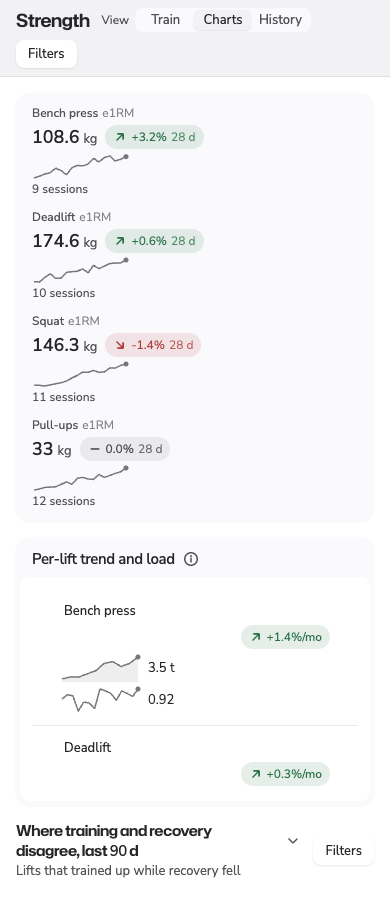 Strength View Train Charts History
Filters
Bench press e1RM
108.6 kg +3.2% 28 d
9 sessions
Deadlift e1RM
174.6 kg +0.6% 28 d
10 sessions
Squat e1RM
146.3 kg -1.4% 28 d
11 sessions
Pull-ups e1RM
33 kg 0.0% 28 d
12 sessions
Per-lift trend and load
Bench press
+1.4%/mo
3.5 t
0.92
Deadlift
+0.3%/mo
Where training and recovery
disagree, last 90 d
Filters
Lifts that trained up while recovery fell